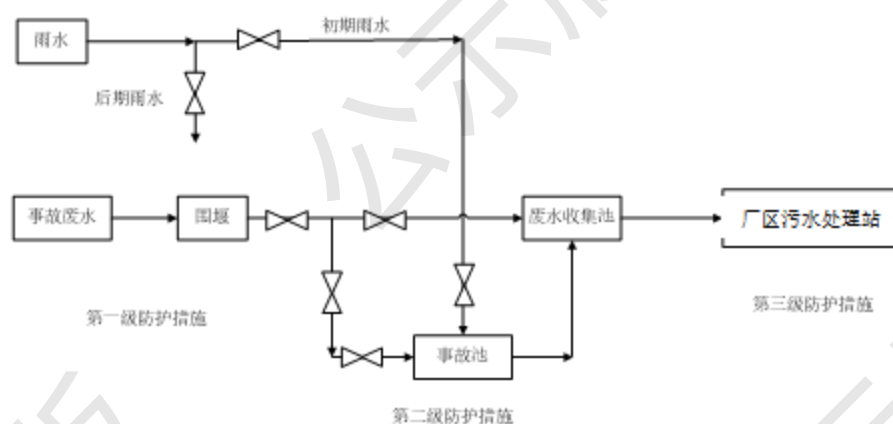 初期雨水
雨水
后期雨水
事故废水
围堰
废水收集池
厂区污水处理站
第一级防护措施
第三级防护措施
事故池
第二级防护措施
公示